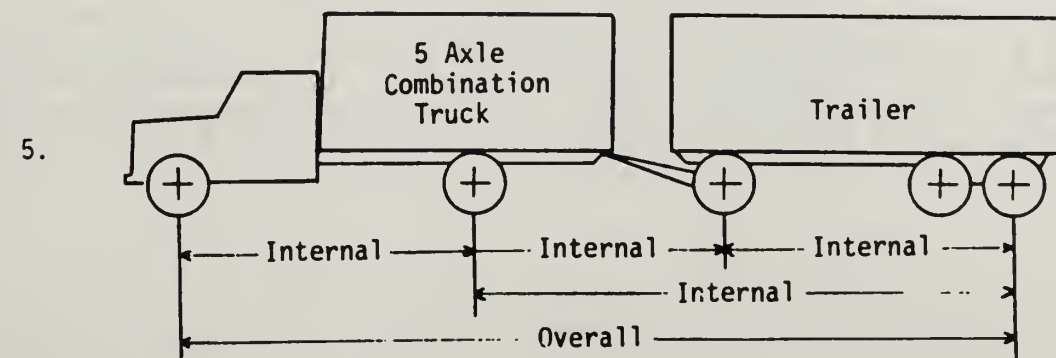 5 Axle
Combination
Truck
Trailer
5.
Internal Internal Internal
Internal
Overall